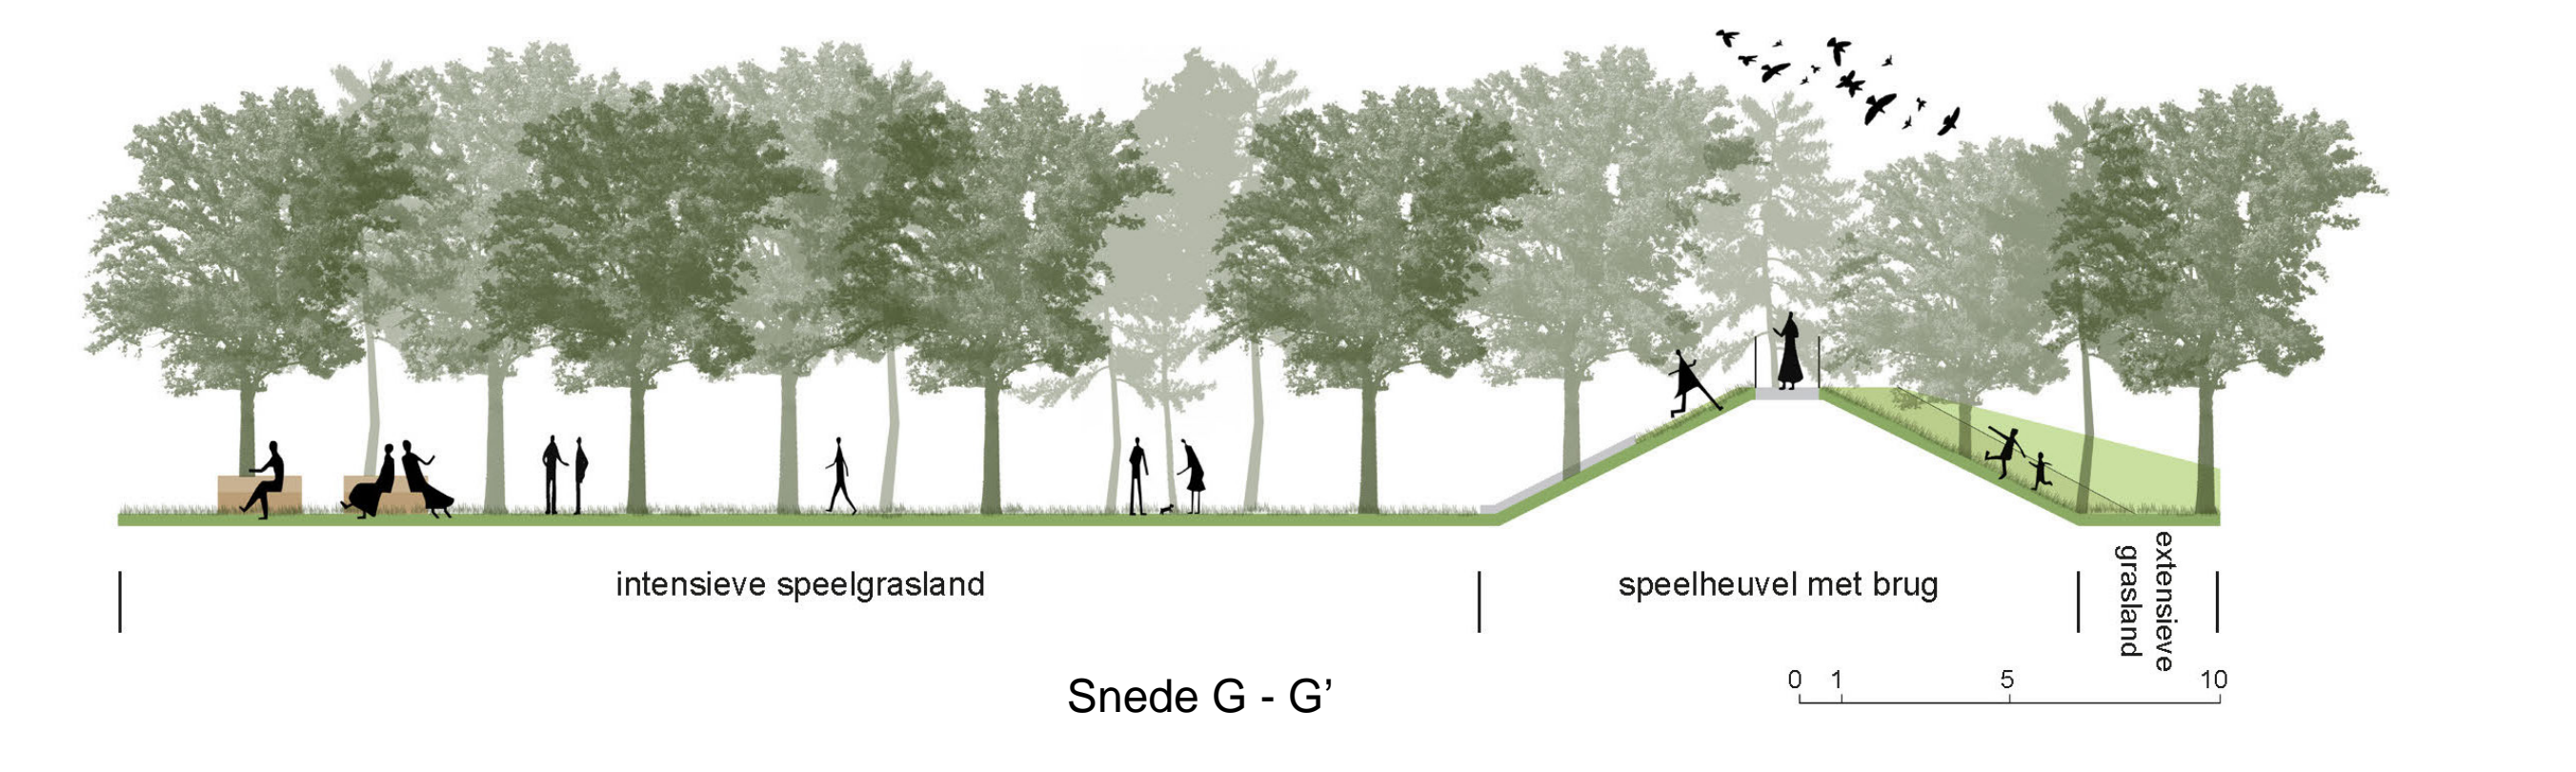 intensieve speelgrasland
speelheuvel met brug
extensieve
grasland
Snede G - G’
0 1 5 10